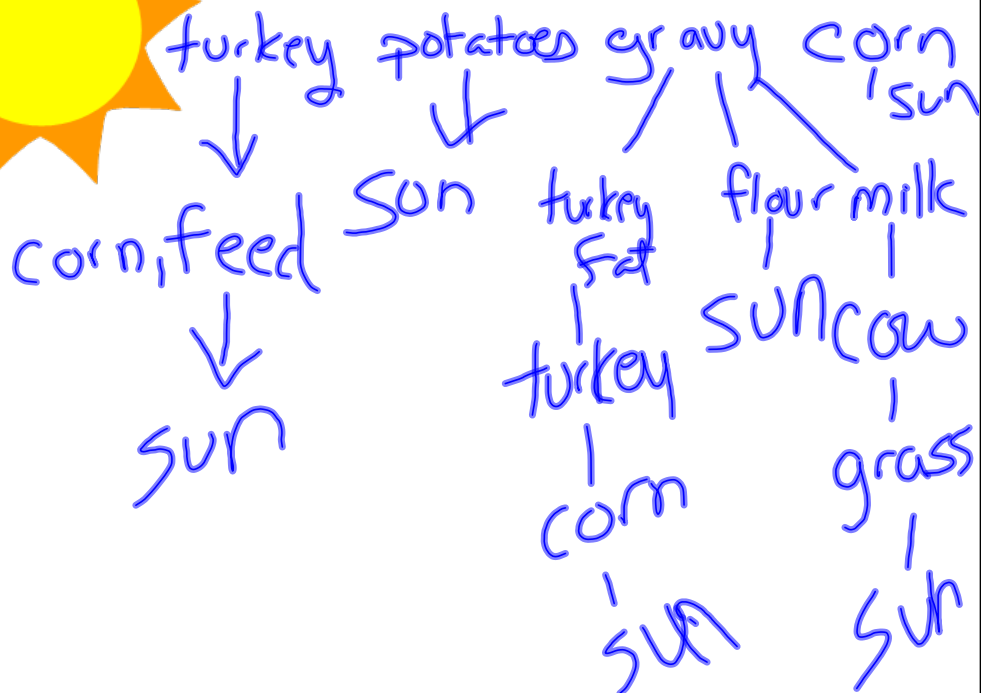 turkey potatoes gravy corn
sun
corn, feed
son
turkey
fat
flour
milk
sun
cow
turkey
sun
grass
corn
sun
sun